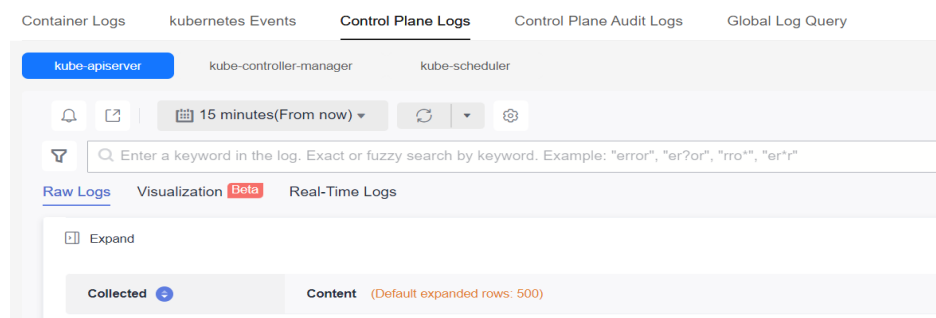 Container Logs kubernetes Events Control Plane Logs Control Plane Audit Logs Global Log Query
kube-apiserver kube-controller-manager kube-scheduler
15 minutes(From now)
Enter a keyword in the log. Exact or fuzzy search by keyword. Example: "error", "er?or", "rro*", "er*r"
Raw Logs Visualization Beta Real-Time Logs
Expand
Collected Content (Default expanded rows: 500)